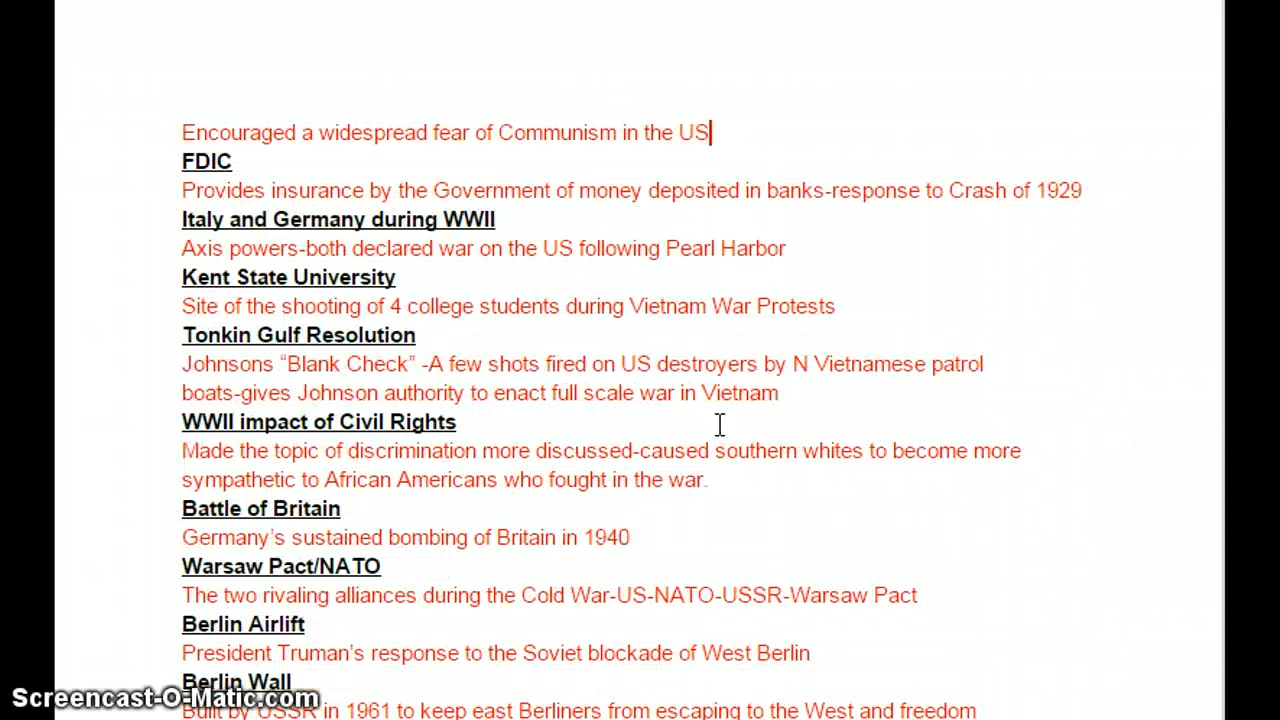 Encouraged a widespread fear of Communism in the US
FDIC
Provides insurance by the Government of money deposited in banks-response to Crash of 1929
Italy and Germany during WWII
Axis powers-both declared war on the US following Pearl Harbor
Kent State University
Site of the shooting of 4 college students during Vietnam War Protests
Tonkin Gulf Resolution
Johnsons “Blank Check” -A few shots fired on US destroyers by N Vietnamese patrol
boats-gives Johnson authority to enact full scale war in Vietnam
WWII impact of Civil Rights
Made the topic of discrimination more discussed-caused southern whites to become more
sympathetic to African Americans who fought in the war.
Battle of Britain
Germany’s sustained bombing of Britain in 1940
Warsaw Pact/NATO
The two rivaling alliances during the Cold War-US-NATO-USSR-Warsaw Pact
Berlin Airlift
President Truman’s response to the Soviet blockade of West Berlin
Berlin Wall
Built by USSR in 1961 to keep east Berliners from escaping to the West and freedom
Screencast-O-Matic.com